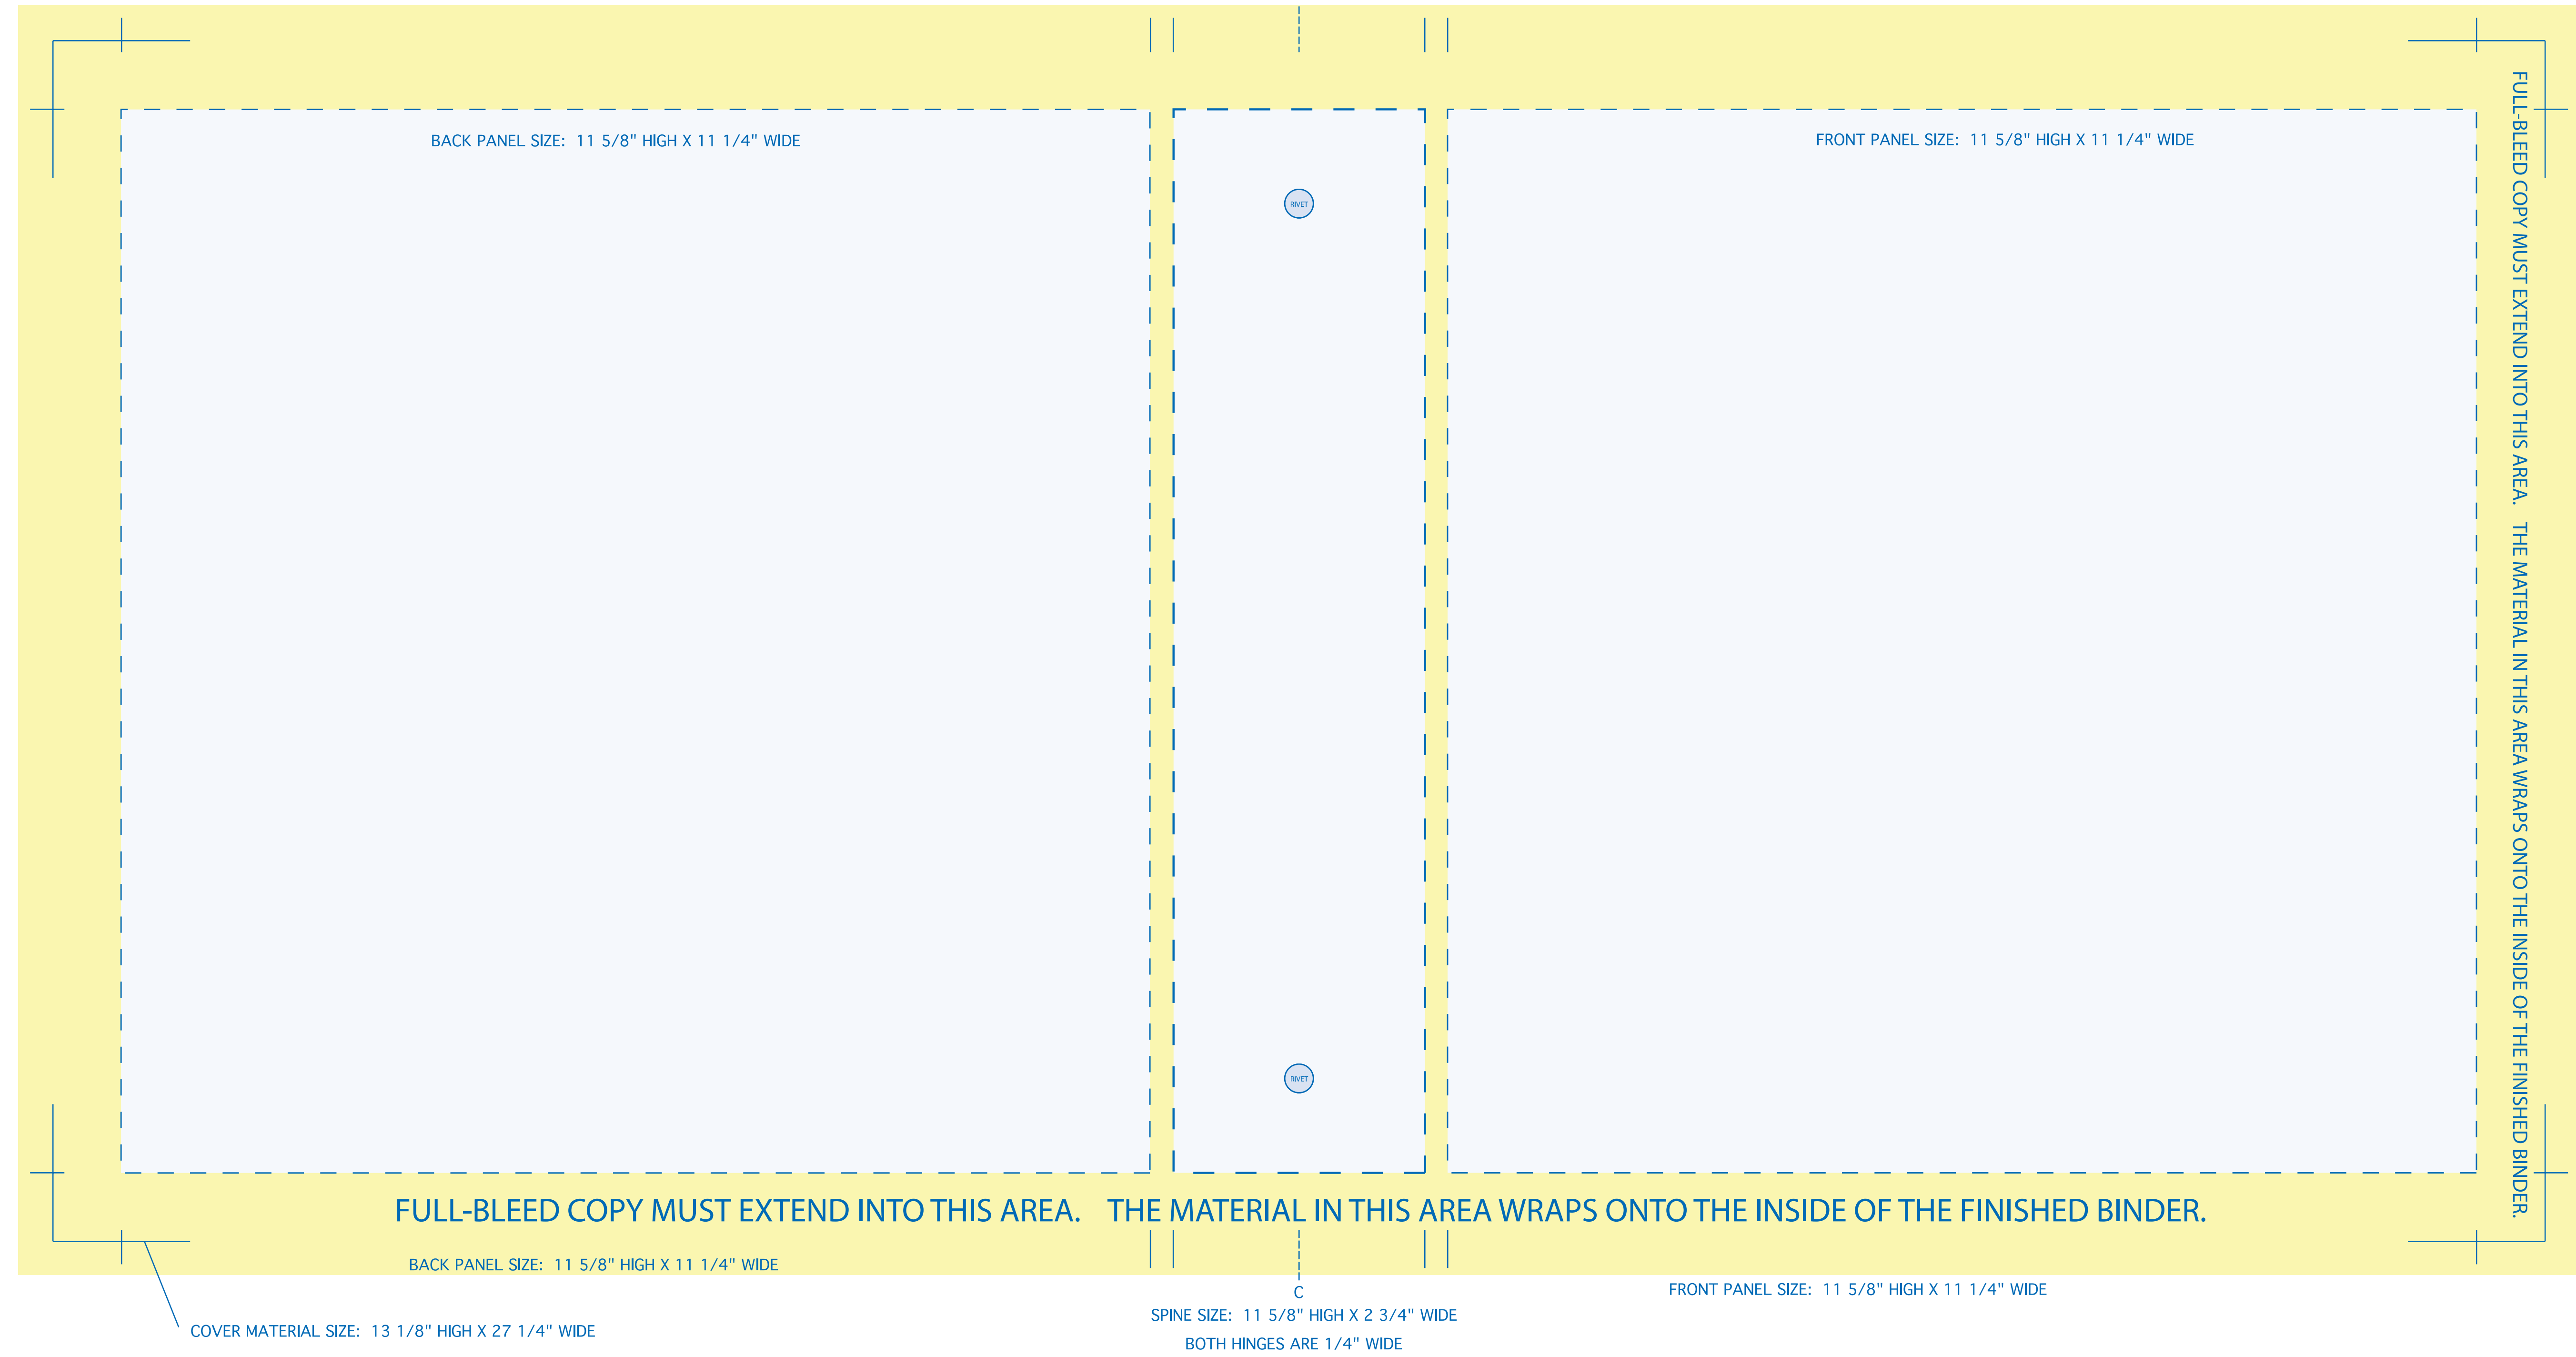 BACK PANEL SIZE:  11 5/8" HIGH X 11 1/4" WIDE
FRONT PANEL SIZE:  11 5/8" HIGH X 11 1/4" WIDE
RIVET
RIVET
FULL-BLEED COPY MUST EXTEND INTO THIS AREA.    THE MATERIAL IN THIS AREA WRAPS ONTO THE INSIDE OF THE FINISHED BINDER.
FULL-BLEED COPY MUST EXTEND INTO THIS AREA.    THE MATERIAL IN THIS AREA WRAPS ONTO THE INSIDE OF THE FINISHED BINDER.
BACK PANEL SIZE:  11 5/8" HIGH X 11 1/4" WIDE
C
FRONT PANEL SIZE:  11 5/8" HIGH X 11 1/4" WIDE
SPINE SIZE:  11 5/8" HIGH X 2 3/4" WIDE
COVER MATERIAL SIZE:  13 1/8" HIGH X 27 1/4" WIDE
BOTH HINGES ARE 1/4" WIDE